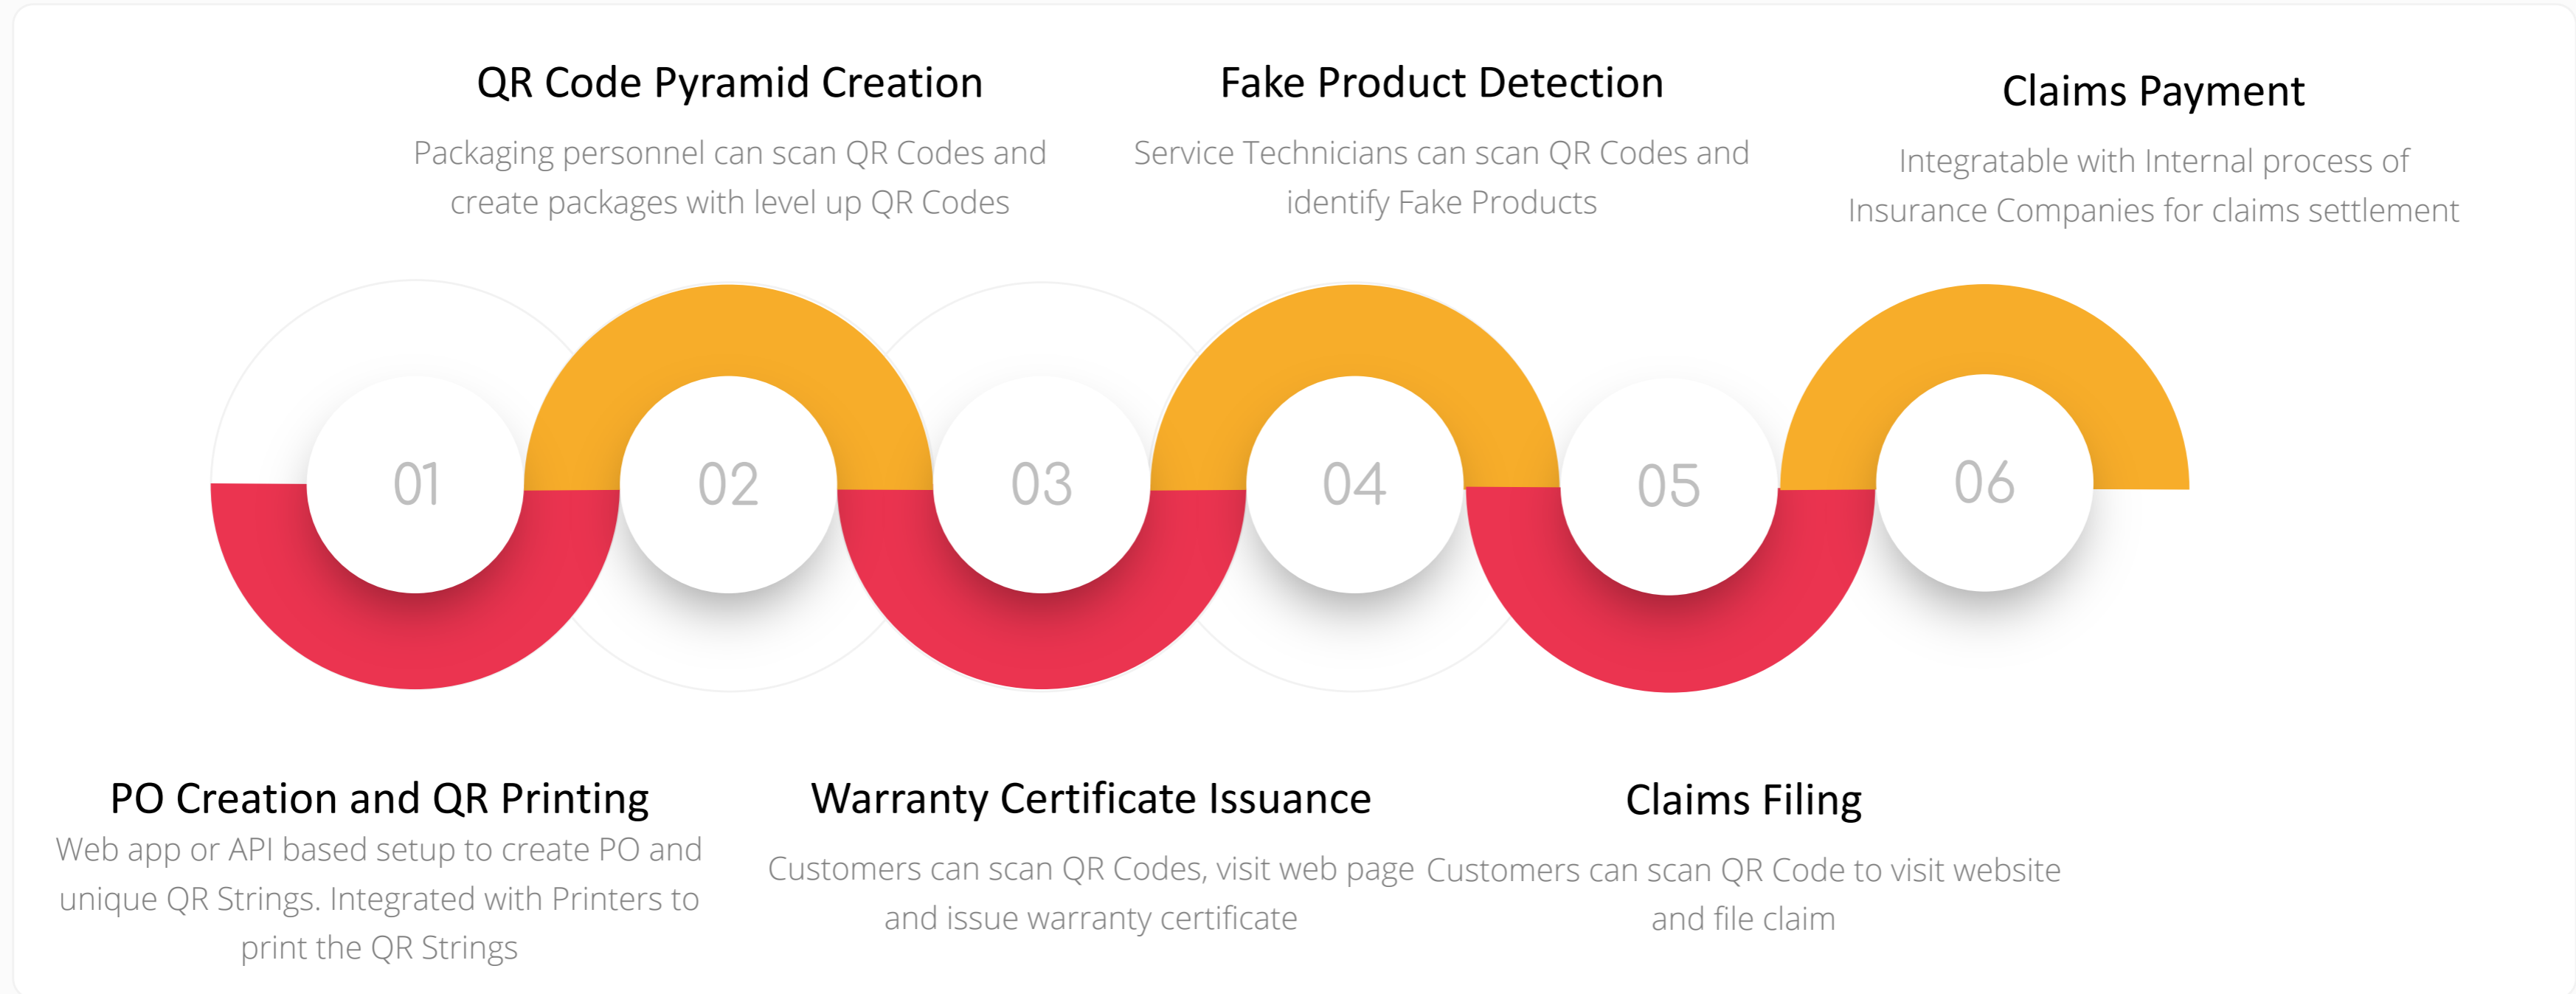 QR Code Pyramid Creation
Packaging personnel can scan QR Codes and
create packages with level up QR Codes
Fake Product Detection
Service Technicians can scan QR Codes and
identify Fake Products
Claims Payment
Integratable with Internal process of
Insurance Companies for claims settlement
01
02
03
04
05
06
PO Creation and QR Printing
Web app or API based setup to create PO and
unique QR Strings. Integrated with Printers to
print the QR Strings
Warranty Certificate Issuance
Customers can scan QR Codes, visit web page
and issue warranty certificate
Claims Filing
Customers can scan QR Code to visit website
and file claim